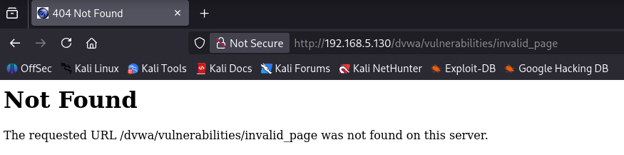 404 Not Found
Not Secure http://192.168.5.130/dvwa/vulnerabilities/invalid_page
OffSec Kali Linux Kali Tools Kali Docs Kali Forums Kali NetHunter Exploit-DB Google Hacking DB
Not Found
The requested URL /dvwa/vulnerabilities/invalid_page was not found on this server.